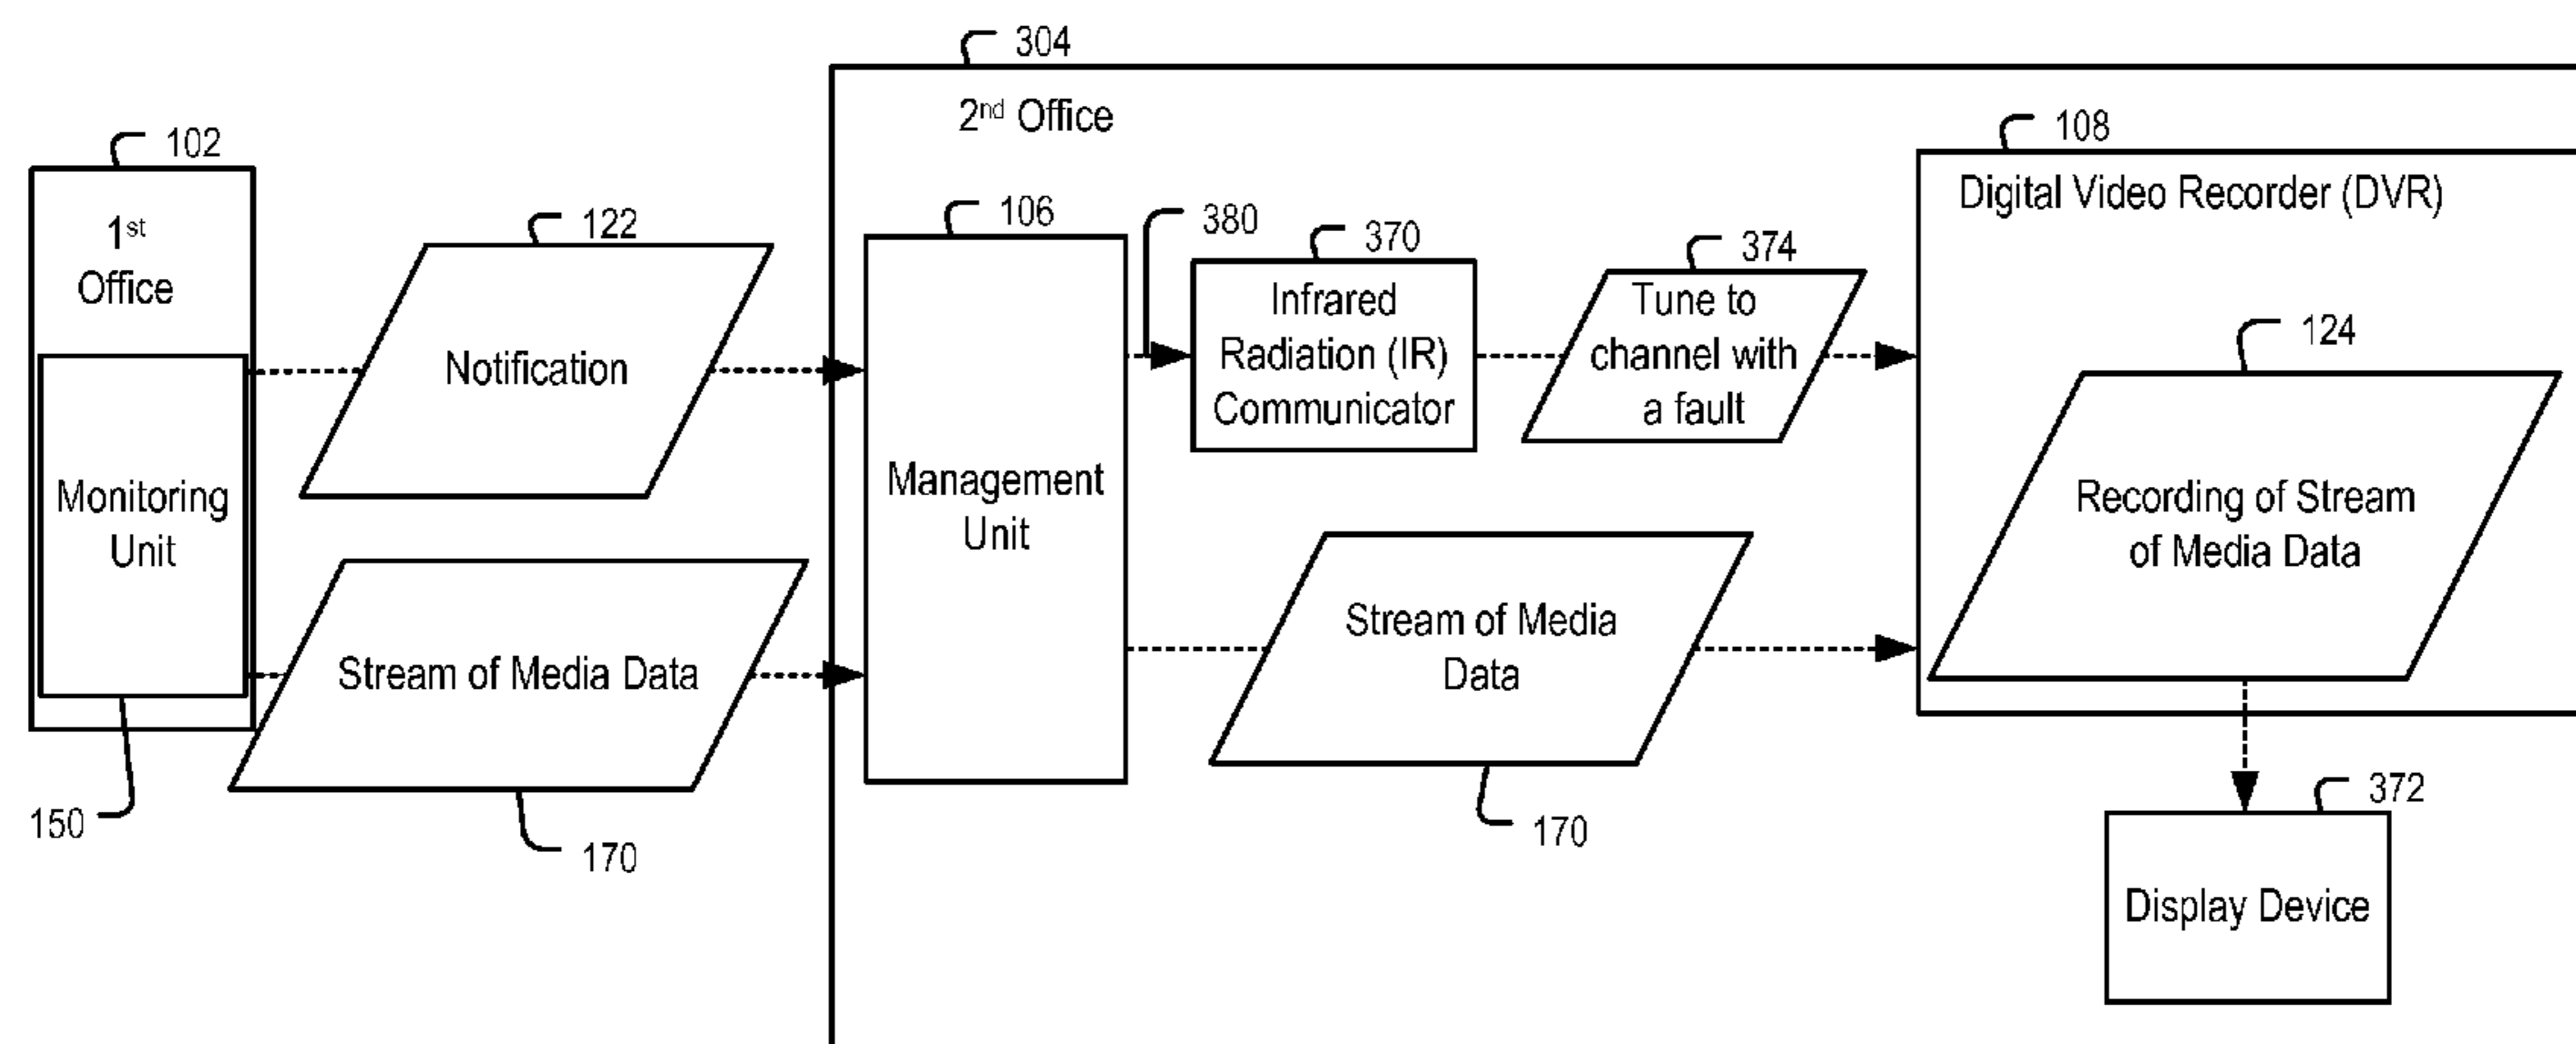 304
2nd Office
102
1st
Office
Monitoring
Unit
150
122
Notification
Stream of Media Data
170
106
Management
Unit
380
370
Infrared
Radiation (IR)
Communicator
374
Tune to
channel with
a fault
Stream of Media
Data
170
108
Digital Video Recorder (DVR)
124
Recording of Stream
of Media Data
372
Display Device